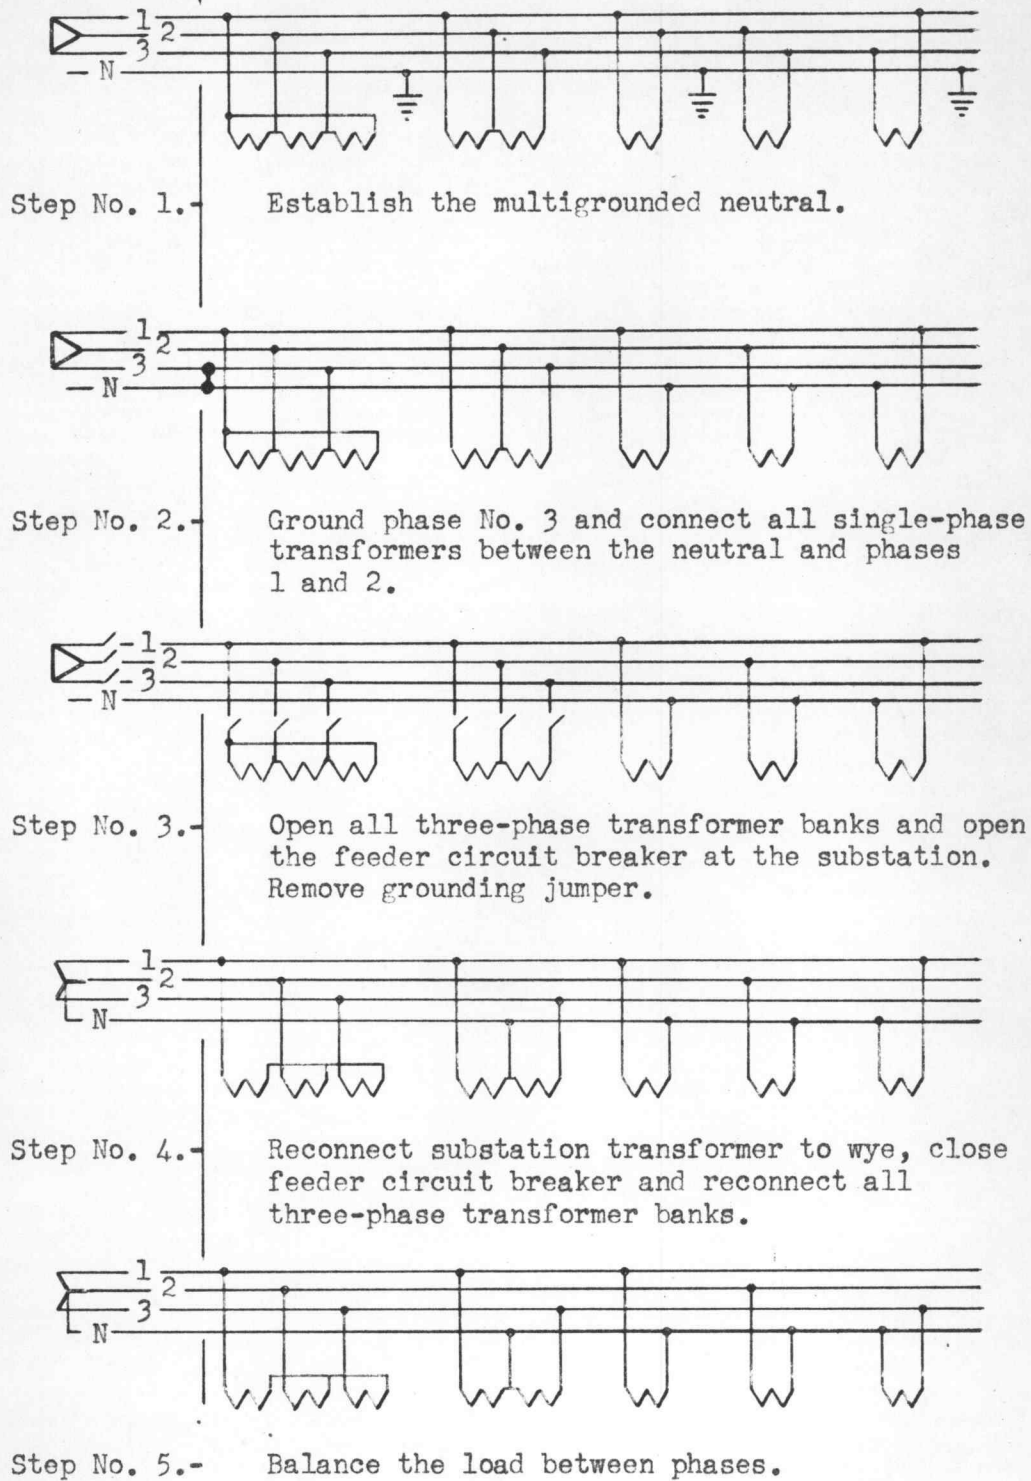 1
2
3
N
Step No. 1.- Establish the multigrounded neutral.
1
2
3
N
Step No. 2.- Ground phase No. 3 and connect all single-phase
transformers between the neutral and phases
1 and 2.
1
2
3
N
Step No. 3.- Open all three-phase transformer banks and open
the feeder circuit breaker at the substation.
Remove grounding jumper.
1
2
3
N
Step No. 4.- Reconnect substation transformer to wye, close
feeder circuit breaker and reconnect all
three-phase transformer banks.
1
2
3
N
Step No. 5.- Balance the load between phases.